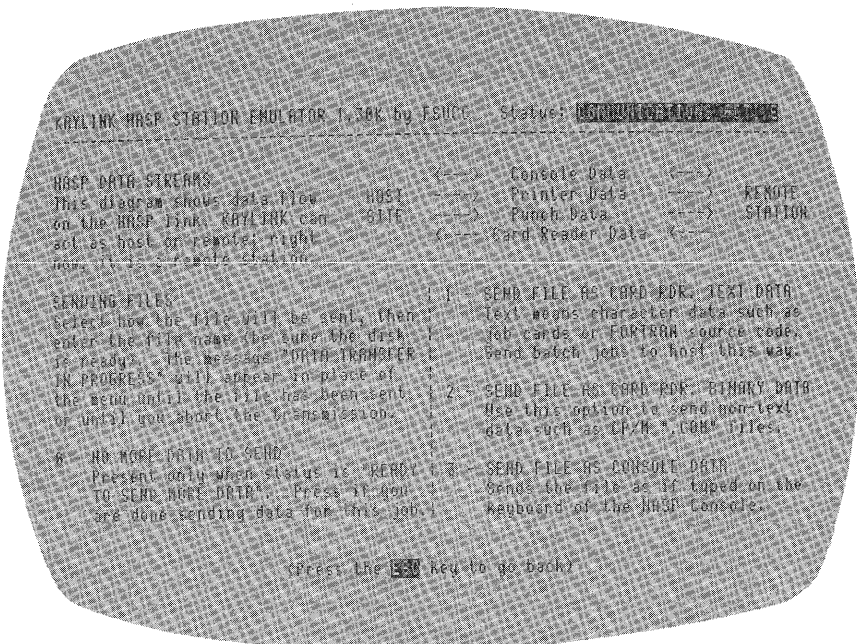 KAYLINK HASP STATION EMULATOR 1.30K by FSUCC Status: COMMUNICATIONS ACTIVE
HASP DATA STREAMS
This diagram shows data flow
on the HASP link. KAYLINK can
act as host or remote; right
now, it is a remote station.
<---> Console Data <--->
HOST ----> Printer Data ----> REMOTE
SITE ----> Punch Data ----> STATION
<---- Card Reader Data <----
SENDING FILES
Select how the file will be sent, then
enter the file name (be sure the disk
is ready). The message "DATA TRANSFER
IN PROGRESS" will appear in place of
the menu until the file has been sent
or until you abort the transmission.
A - NO MORE DATA TO SEND
Present only when status is "READY
TO SEND MORE DATA". Press if you
are done sending data for this job.
1 - SEND FILE AS CARD RDR. TEXT DATA
Text means character data such as
job cards or FORTRAN source code.
Send batch jobs to host this way.
2 - SEND FILE AS CARD RDR. BINARY DATA
Use this option to send non-text
data such as CP/M ".COM" files.
3 - SEND FILE AS CONSOLE DATA
Sends the file as if typed on the
keyboard of the HASP Console.
(Press the ESC key to go back)